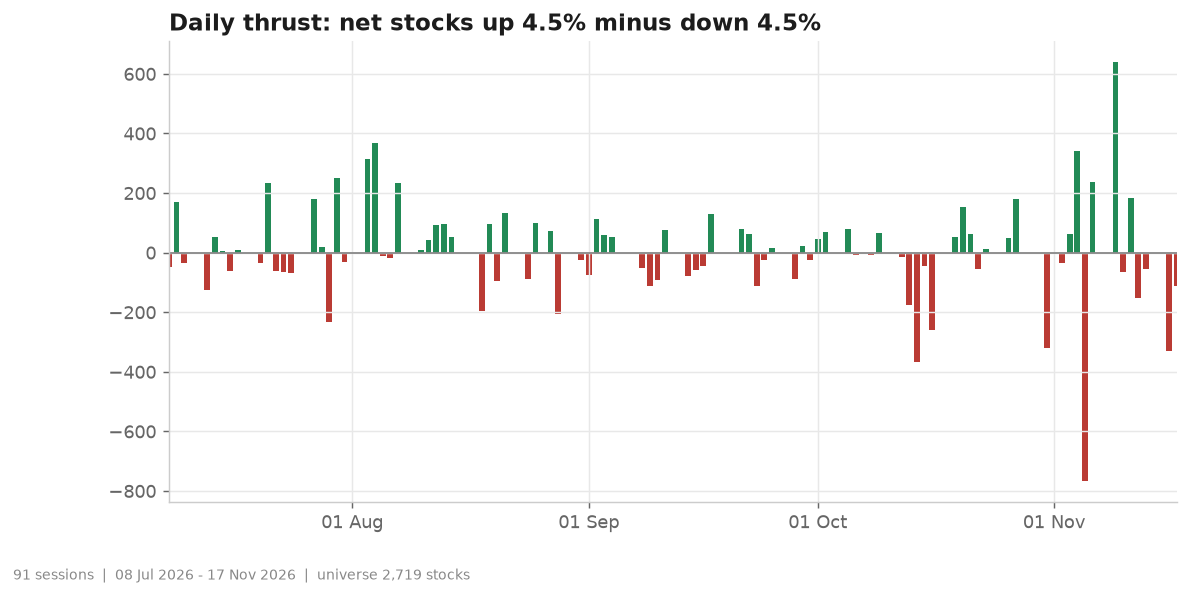 Daily thrust: net stocks up 4.5% minus down 4.5%
600
400
200
0
−200
−400
−600
−800
01 Aug 01 Sep 01 Oct 01 Nov
91 sessions | 08 Jul 2026 - 17 Nov 2026 | universe 2,719 stocks